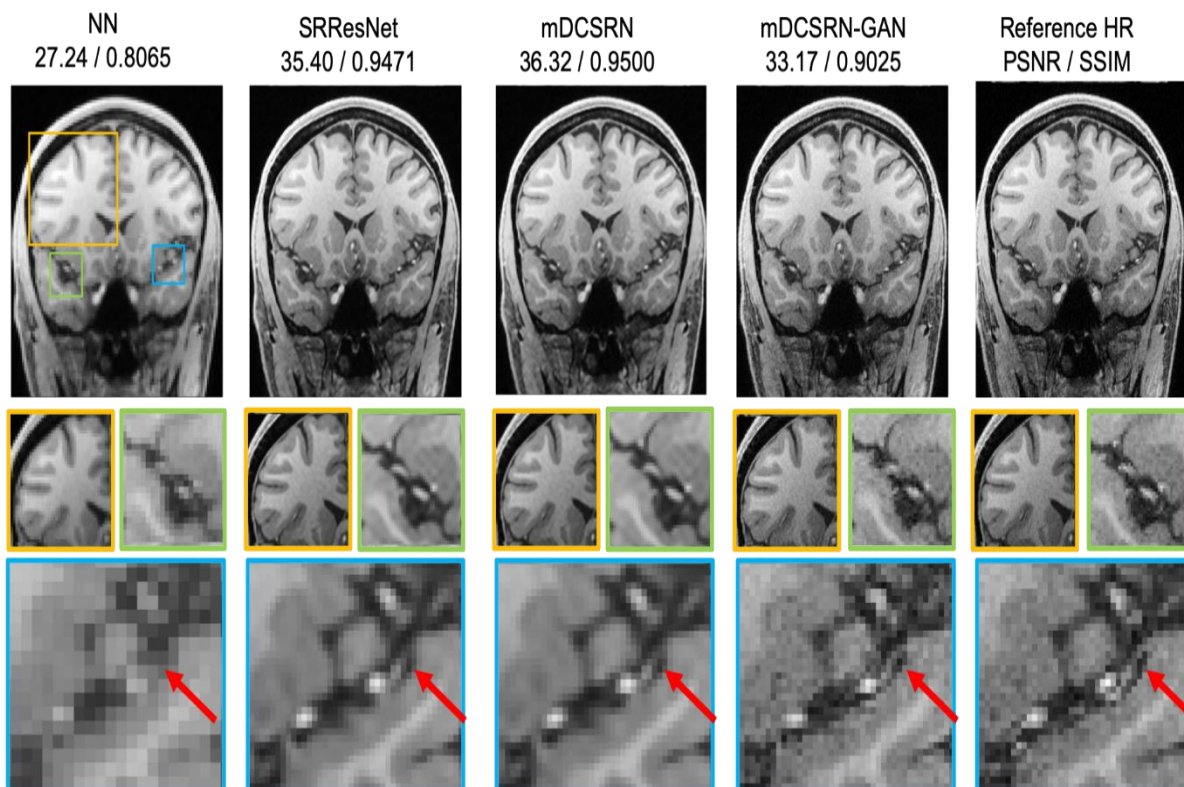 NN
27.24 / 0.8065
SRResNet
35.40 / 0.9471
mDCSRN
36.32 / 0.9500
mDCSRN-GAN
33.17 / 0.9025
Reference HR
PSNR / SSIM